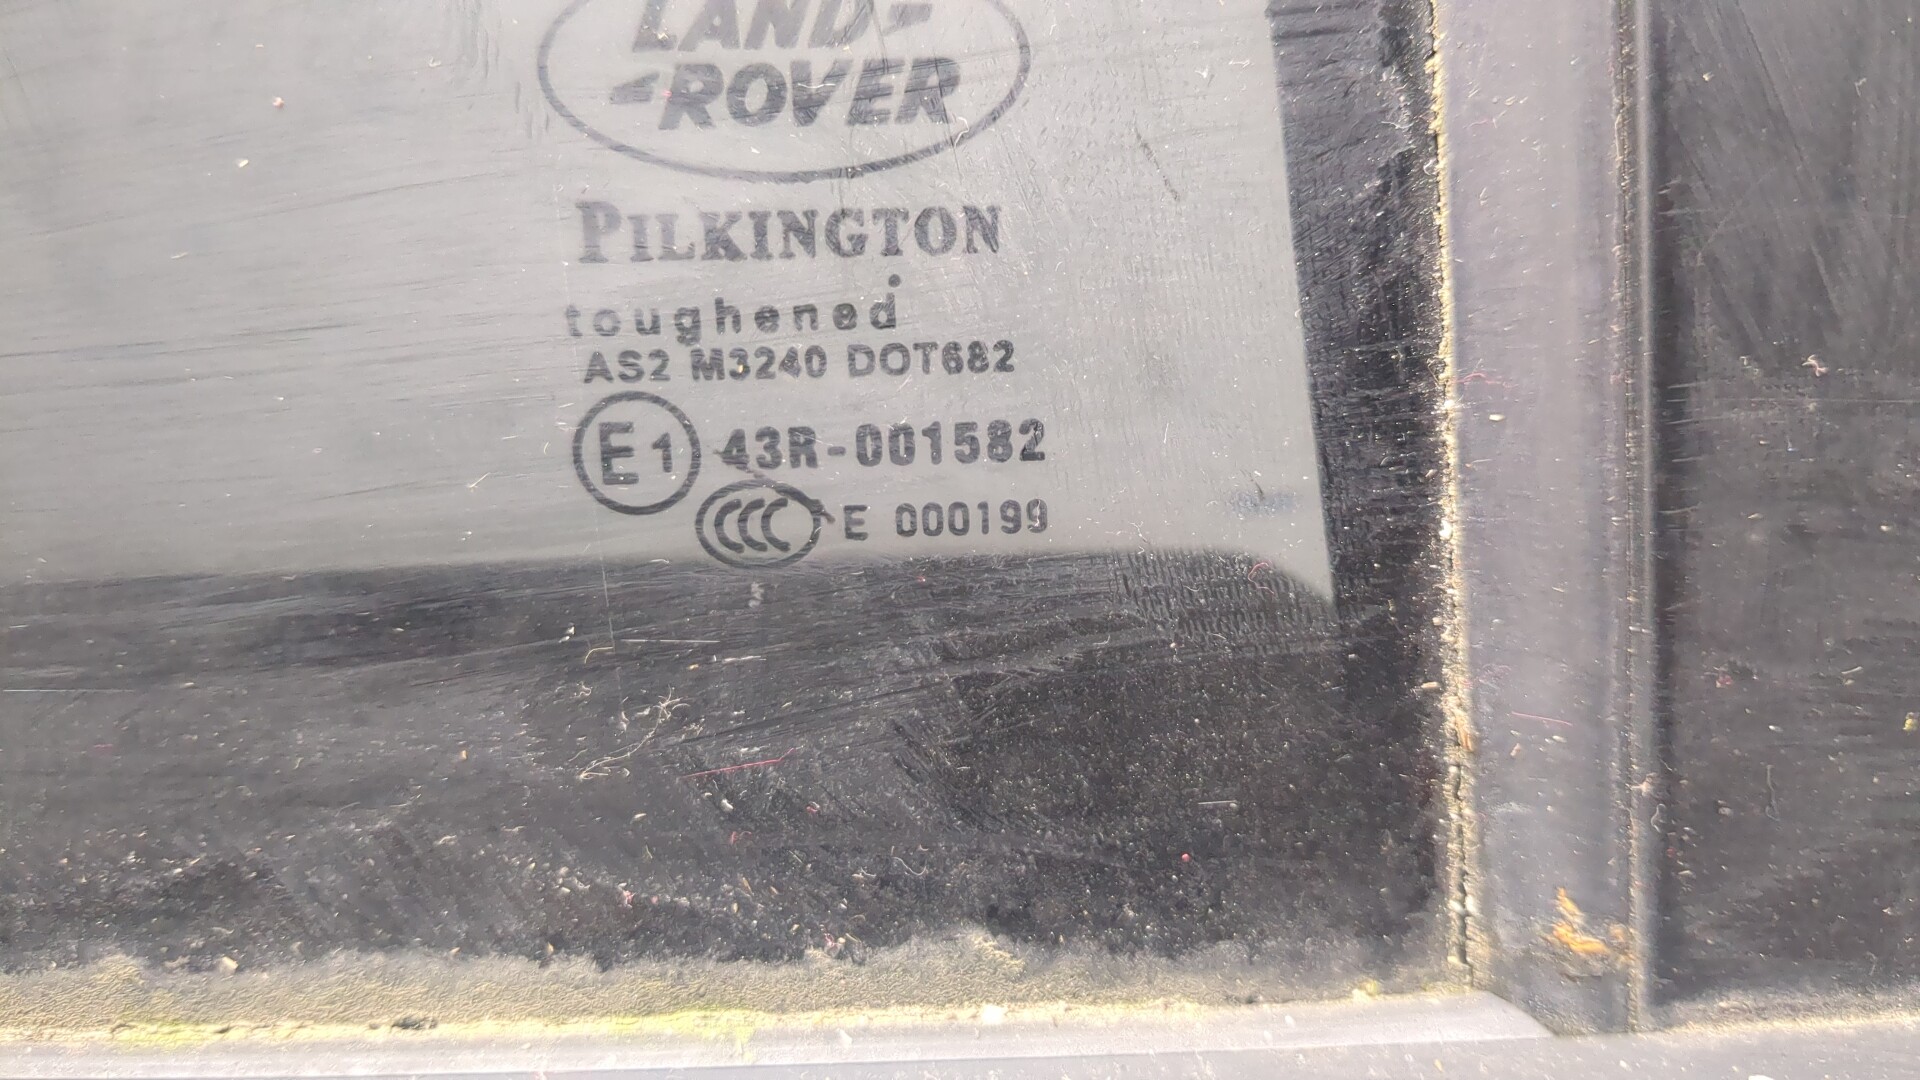 LAND-
-ROVER
PILKINGTON
toughened
AS2 M3240 DOT682
E1 43R-001582
CCC E 000199